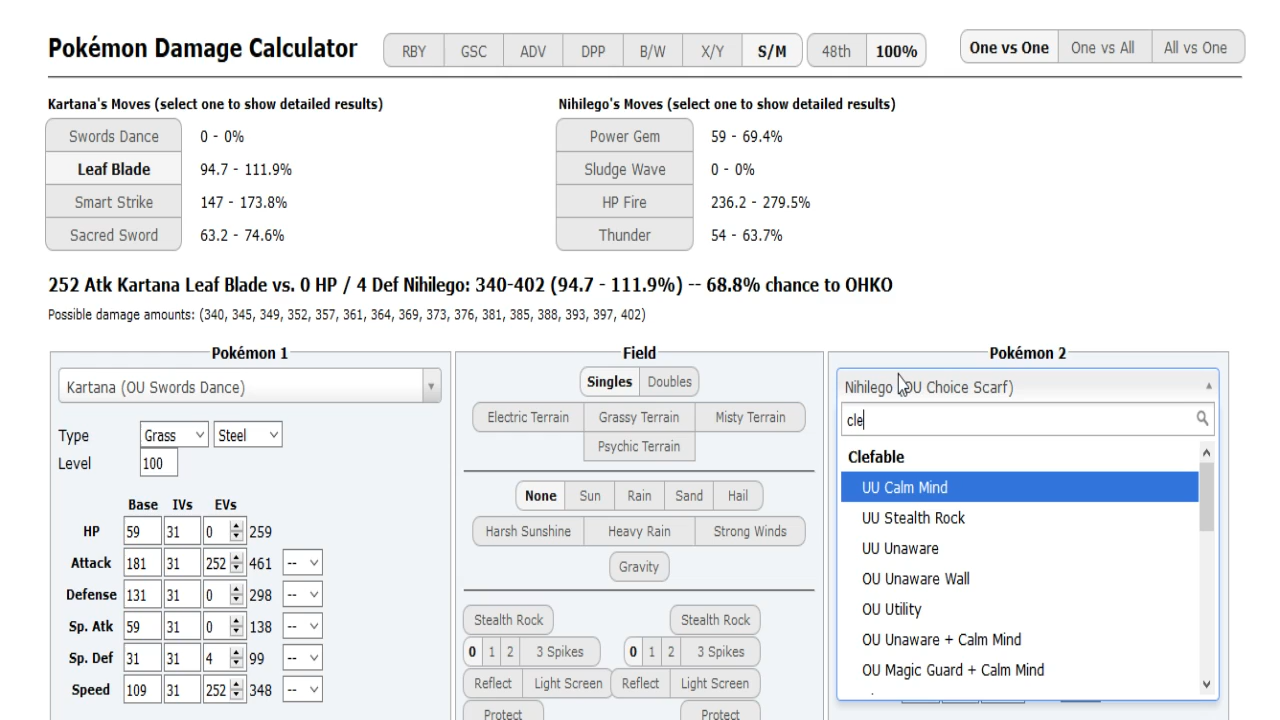 Pokémon Damage Calculator
RBY GSC ADV DPP B/W X/Y S/M 48th 100% One vs One One vs All All vs One
Kartana's Moves (select one to show detailed results)
Swords Dance 0 - 0%
Leaf Blade 94.7 - 111.9%
Smart Strike 147 - 173.8%
Sacred Sword 63.2 - 74.6%
Nihilego's Moves (select one to show detailed results)
Power Gem 59 - 69.4%
Sludge Wave 0 - 0%
HP Fire 236.2 - 279.5%
Thunder 54 - 63.7%
252 Atk Kartana Leaf Blade vs. 0 HP / 4 Def Nihilego: 340-402 (94.7 - 111.9%) -- 68.8% chance to OHKO
Possible damage amounts: (340, 345, 349, 352, 357, 361, 364, 369, 373, 376, 381, 385, 388, 393, 397, 402)
Pokémon 1
Kartana (OU Swords Dance)
Type Grass Steel
Level 100
Base IVs EVs
HP 59 31 0 259
Attack 181 31 252 461 --
Defense 131 31 0 298 --
Sp. Atk 59 31 0 138 --
Sp. Def 31 31 4 99 --
Speed 109 31 252 348 --
Field
Singles Doubles
Electric Terrain Grassy Terrain Misty Terrain
Psychic Terrain
None Sun Rain Sand Hail
Harsh Sunshine Heavy Rain Strong Winds
Gravity
Stealth Rock Stealth Rock
0 1 2 3 Spikes 0 1 2 3 Spikes
Reflect Light Screen Reflect Light Screen
Protect Protect
Pokémon 2
Nihilego (OU Choice Scarf)
cle
Clefable
UU Calm Mind
UU Stealth Rock
UU Unaware
OU Unaware Wall
OU Utility
OU Unaware + Calm Mind
OU Magic Guard + Calm Mind